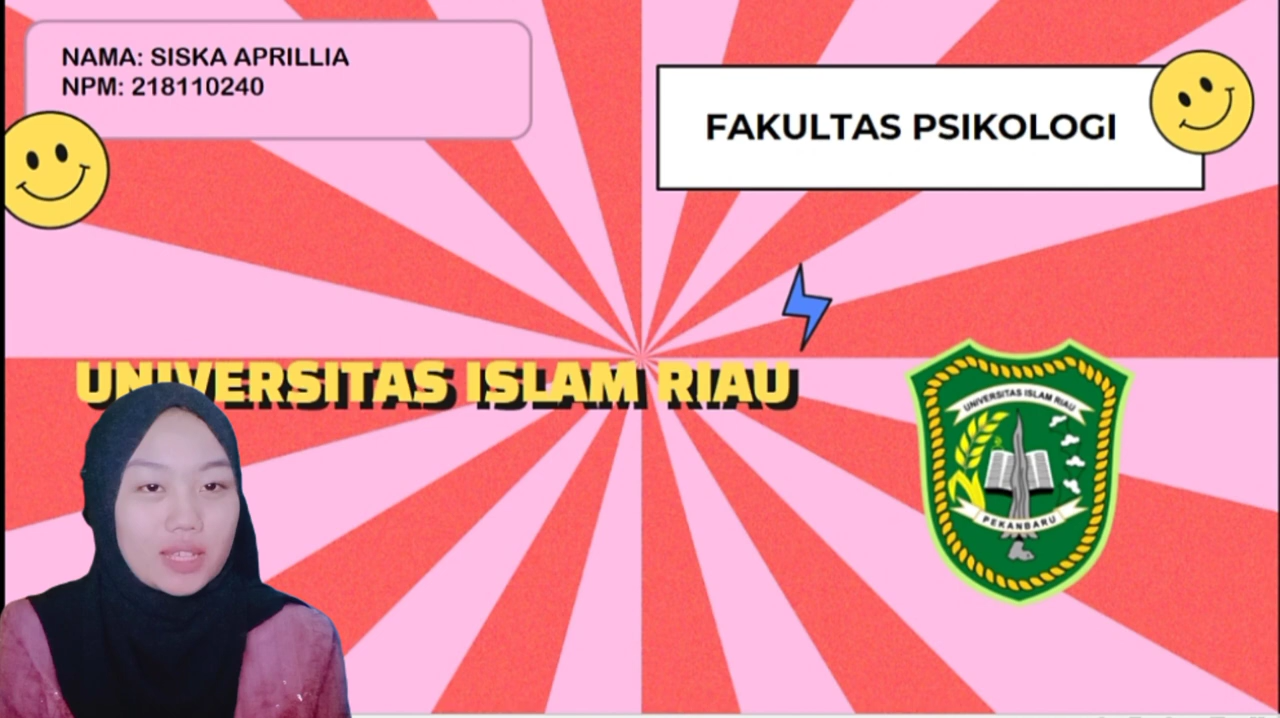 NAMA: SISKA APRILLIA
NPM: 218110240
FAKULTAS PSIKOLOGI
UNIVERSITAS ISLAM RIAU
UNIVERSITAS ISLAM RIAU
PEKANBARU